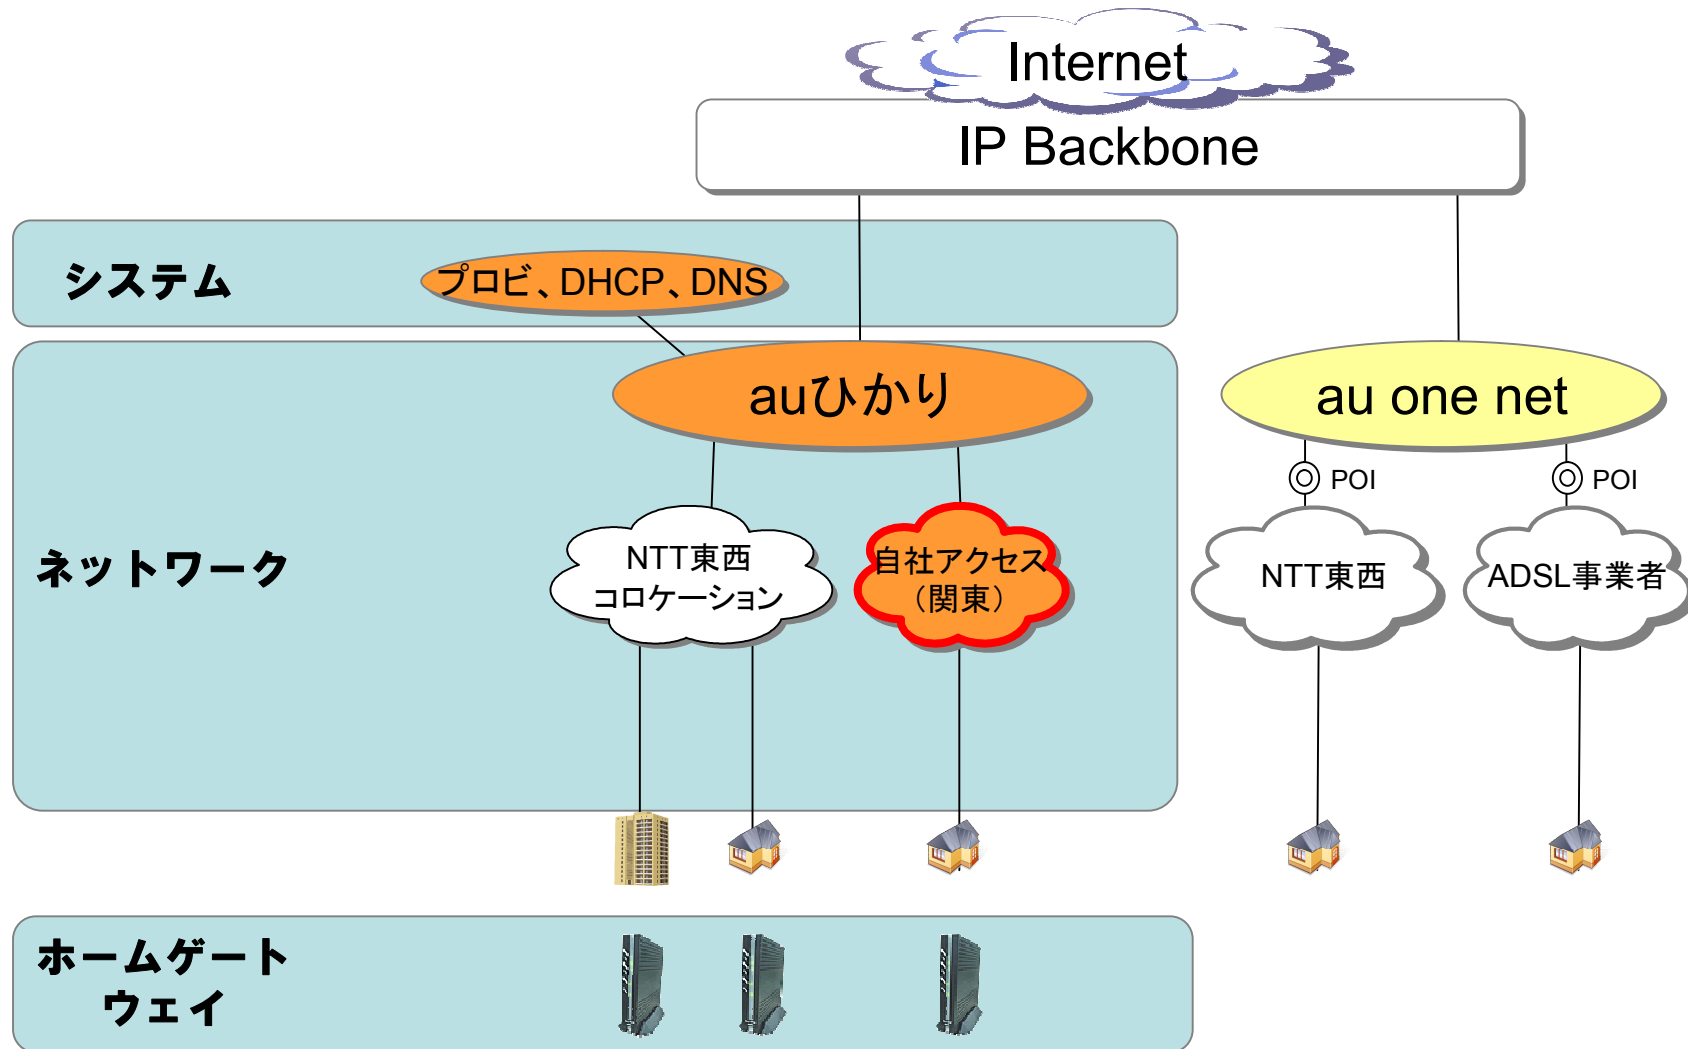 Internet
IP Backbone
システム
プロビ、DHCP、DNS
auひかり
au one net
POI
POI
ネットワーク
NTT東西
コロケーション
自社アクセス
（関東）
NTT東西
ADSL事業者
ホームゲート
ウェイ